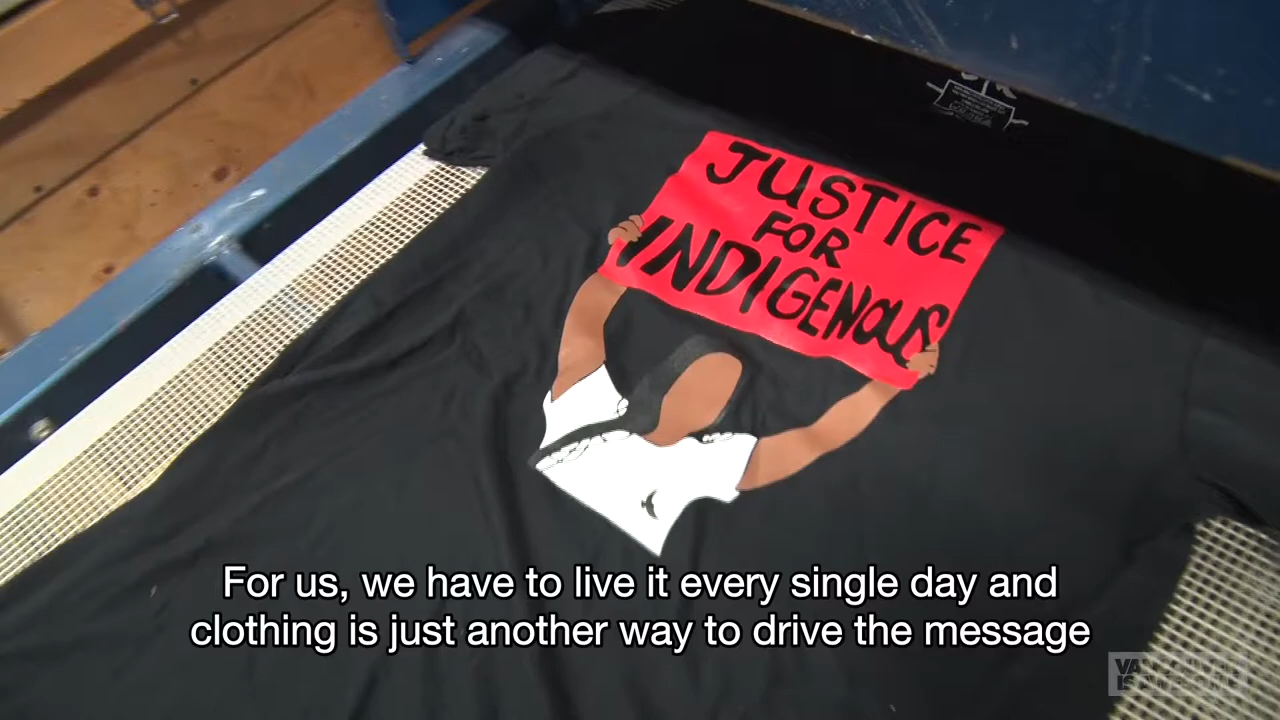 JUSTICE
FOR
INDIGENOUS
For us, we have to live it every single day and
clothing is just another way to drive the message